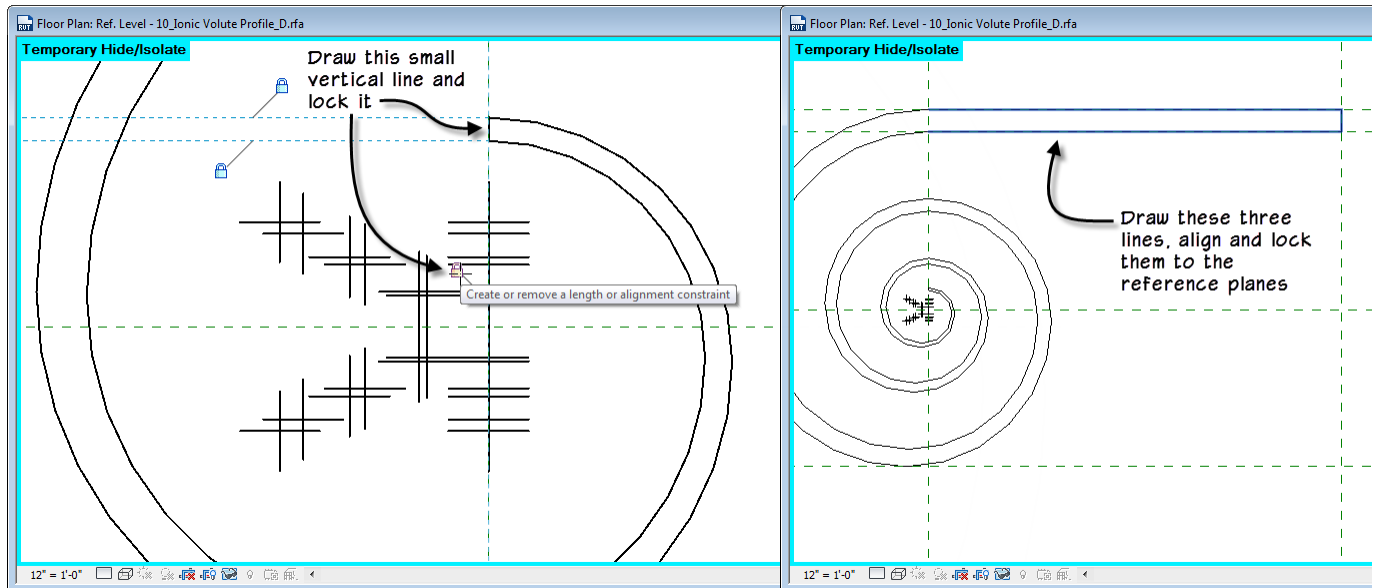 Floor Plan: Ref. Level - 10_Ionic Volute Profile_D.rfa
Temporary Hide/Isolate
Draw this small
vertical line and
lock it
Create or remove a length or alignment constraint
12" = 1'-0"
Floor Plan: Ref. Level - 10_Ionic Volute Profile_D.rfa
Temporary Hide/Isolate
Draw these three
lines, align and lock
them to the
reference planes
12" = 1'-0"